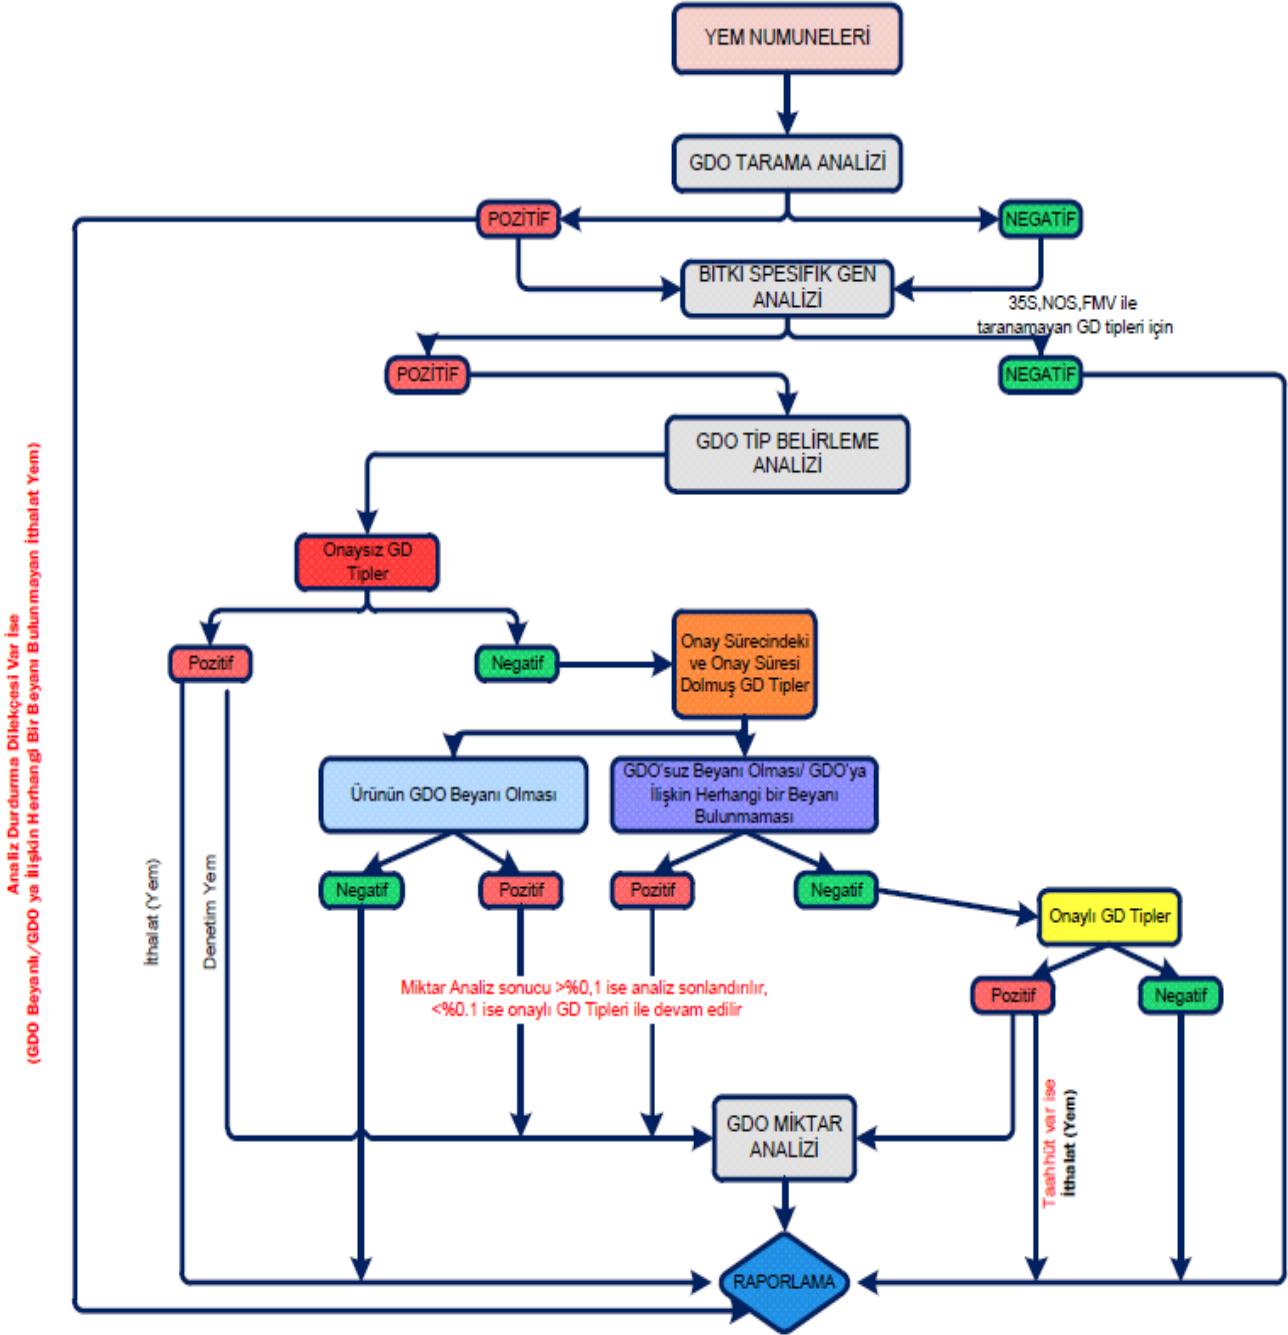 YEM NUMUNELERİ
GDO TARAMA ANALİZİ
POZİTİF
NEGATİF
BİTKİ SPESİFİK GEN
ANALİZİ
35S,NOS,FMV ile
taranamayan GD tipleri için
POZİTİF
NEGATİF
GDO TİP BELİRLEME
ANALİZİ
Analiz Durdurma Dilekçesi Var İse
(GDO Beyanlı/GDO ya İlişkin Herhangi Bir Beyanı Bulunmayan İthalat Yem)
Onaysız GD
Tipler
Pozitif
Negatif
Onay Sürecindeki
ve Onay Süresi
Dolmuş GD Tipler
Ürünün GDO Beyanı Olması
GDO'suz Beyanı Olması/ GDO'ya
İlişkin Herhangi bir Beyanı
Bulunmaması
İthalat (Yem)
Denetim Yem
Negatif
Pozitif
Pozitif
Negatif
Onaylı GD Tipler
Miktar Analiz sonucu >%0,1 ise analiz sonlandırılır,
<%0.1 ise onaylı GD Tipleri ile devam edilir
Pozitif
Negatif
Taahhüt var ise
İthalat (Yem)
GDO MİKTAR
ANALİZİ
RAPORLAMA